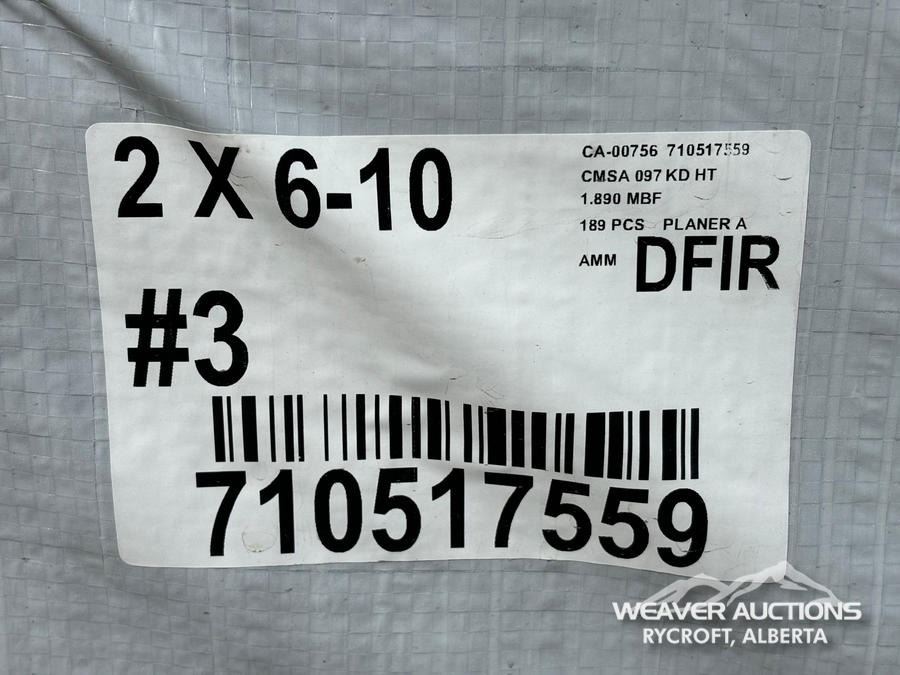 2 X 6-10
CA-00756 710517559
CMSA 097 KD HT
1.890 MBF
189 PCS PLANER A
AMM DFIR
#3
710517559
WEAVER AUCTIONS
RYCROFT, ALBERTA